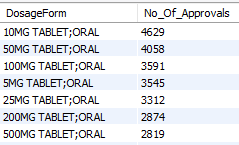 DosageForm No_Of_Approvals
10MG TABLET;ORAL 4629
50MG TABLET;ORAL 4058
100MG TABLET;ORAL 3591
5MG TABLET;ORAL 3545
25MG TABLET;ORAL 3312
200MG TABLET;ORAL 2874
500MG TABLET;ORAL 2819